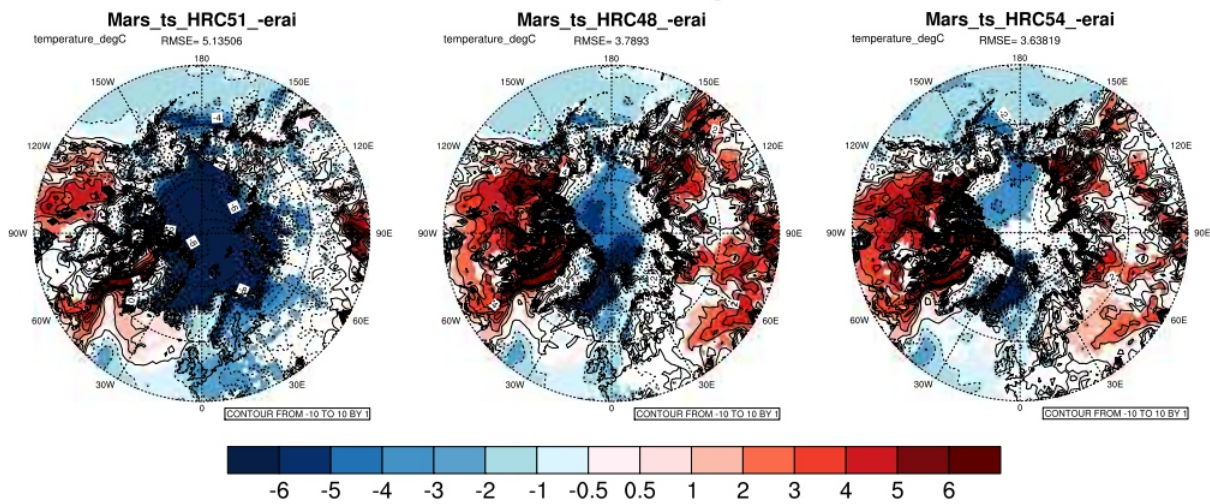 Mars_ts_HRC51_-erai
temperature_degC RMSE= 5.13506
180
150W 150E
120W 120E
90W 90E
60W 60E
30W 30E
0
CONTOUR FROM -10 TO 10 BY 1
Mars_ts_HRC48_-erai
temperature_degC RMSE= 3.7893
180
150W 150E
120W 120E
90W 90E
60W 60E
30W 30E
0
CONTOUR FROM -10 TO 10 BY 1
Mars_ts_HRC54_-erai
temperature_degC RMSE= 3.63819
180
150W 150E
120W 120E
90W 90E
60W 60E
30W 30E
0
CONTOUR FROM -10 TO 10 BY 1
-6 -5 -4 -3 -2 -1 -0.5 0.5 1 2 3 4 5 6